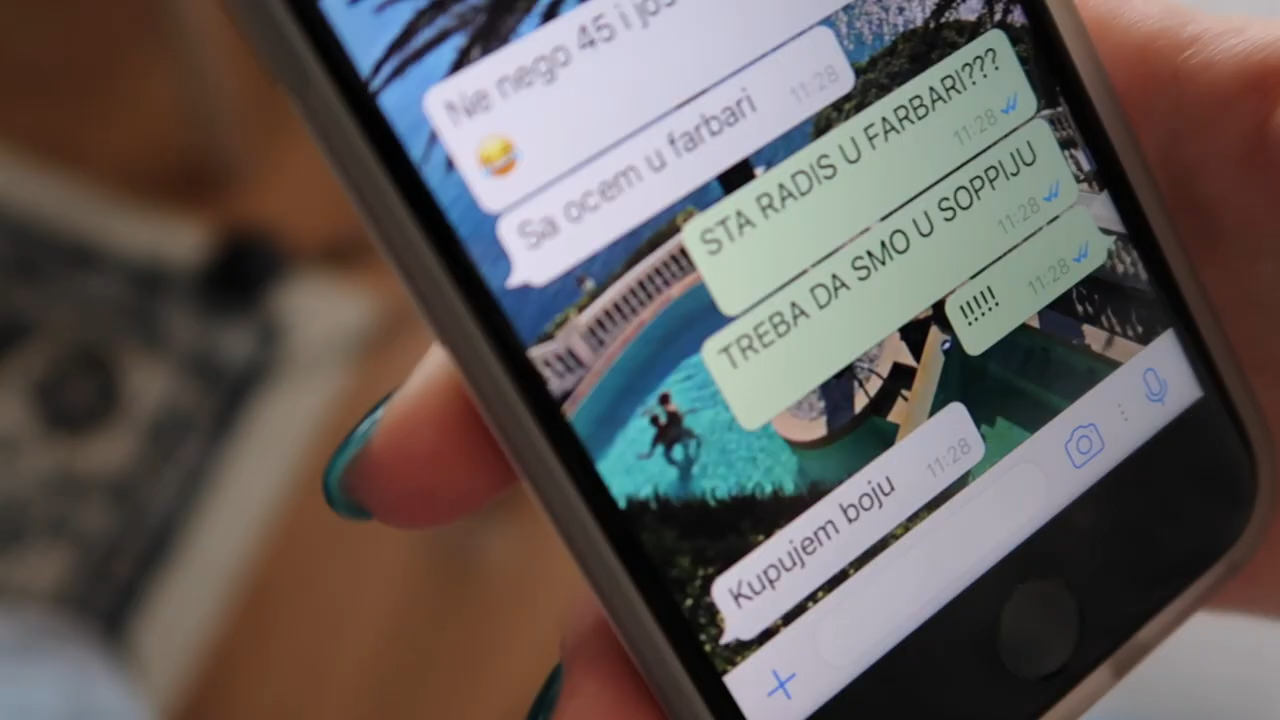 Ne nego 45 i još
😂
Sa ocem u farbari 11:28
STA RADIS U FARBARI???
11:28
TREBA DA SMO U SOPPIJU
11:28
!!!!! 11:28
Kupujem boju 11:28